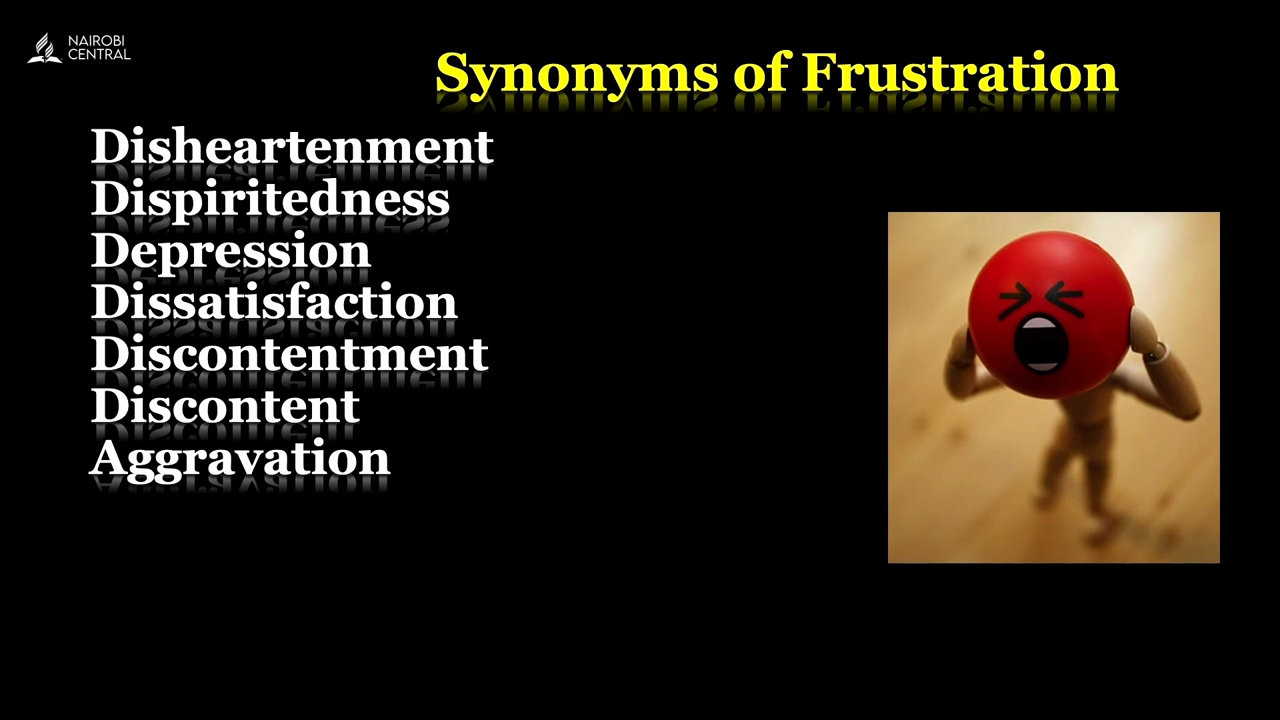 NAIROBI
CENTRAL
Synonyms of Frustration
Disheartenment
Dispiritedness
Depression
Dissatisfaction
Discontentment
Discontent
Aggravation